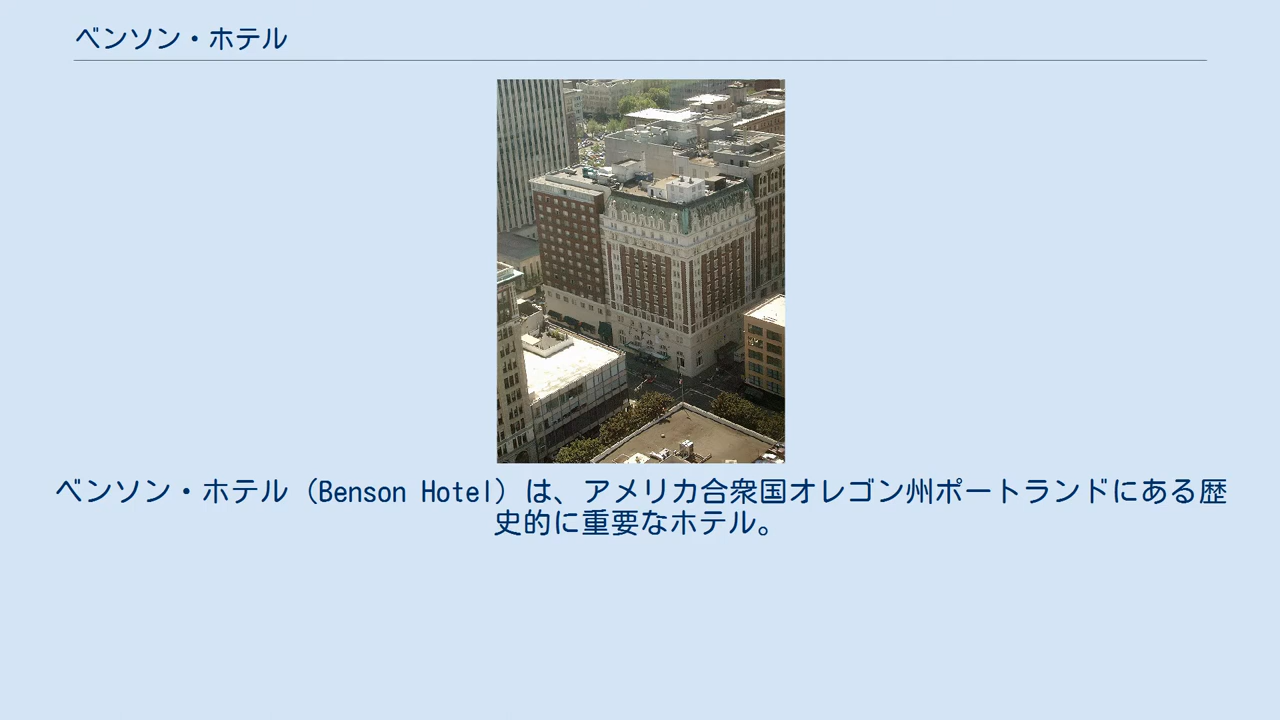 ベンソン・ホテル
ベンソン・ホテル（Benson Hotel）は、アメリカ合衆国オレゴン州ポートランドにある歴
史的に重要なホテル。